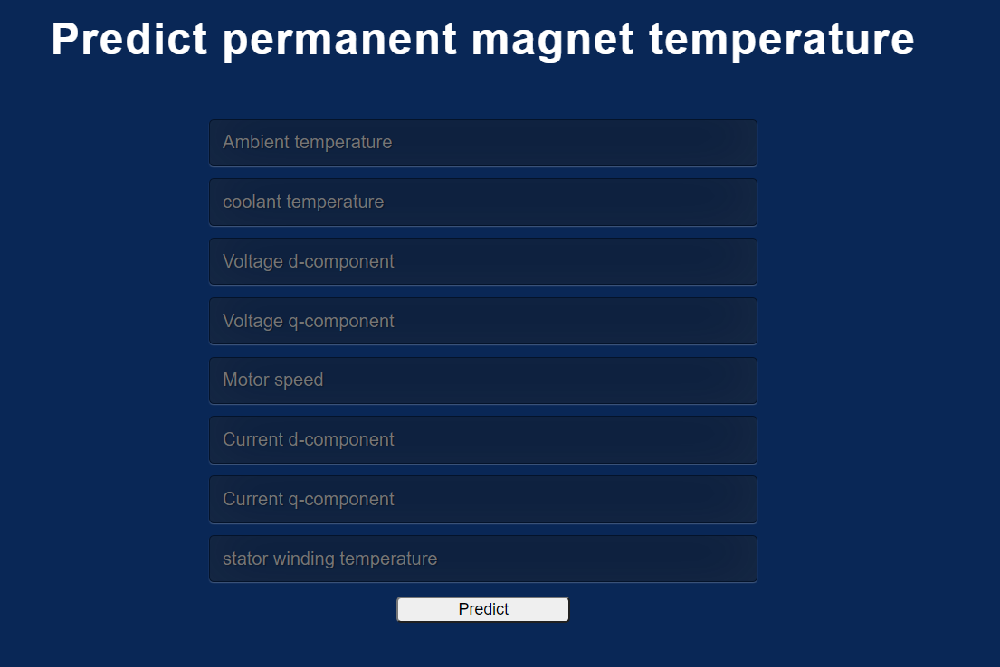 Predict permanent magnet temperature
Ambient temperature
coolant temperature
Voltage d-component
Voltage q-component
Motor speed
Current d-component
Current q-component
stator winding temperature
Predict